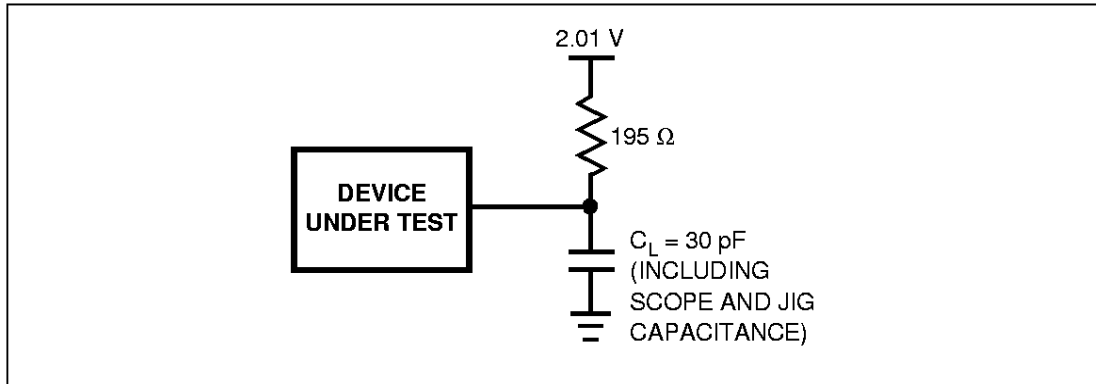 2.01 V
195 Ω
DEVICE
UNDER TEST
C_L = 30 pF
(INCLUDING
SCOPE AND JIG
CAPACITANCE)